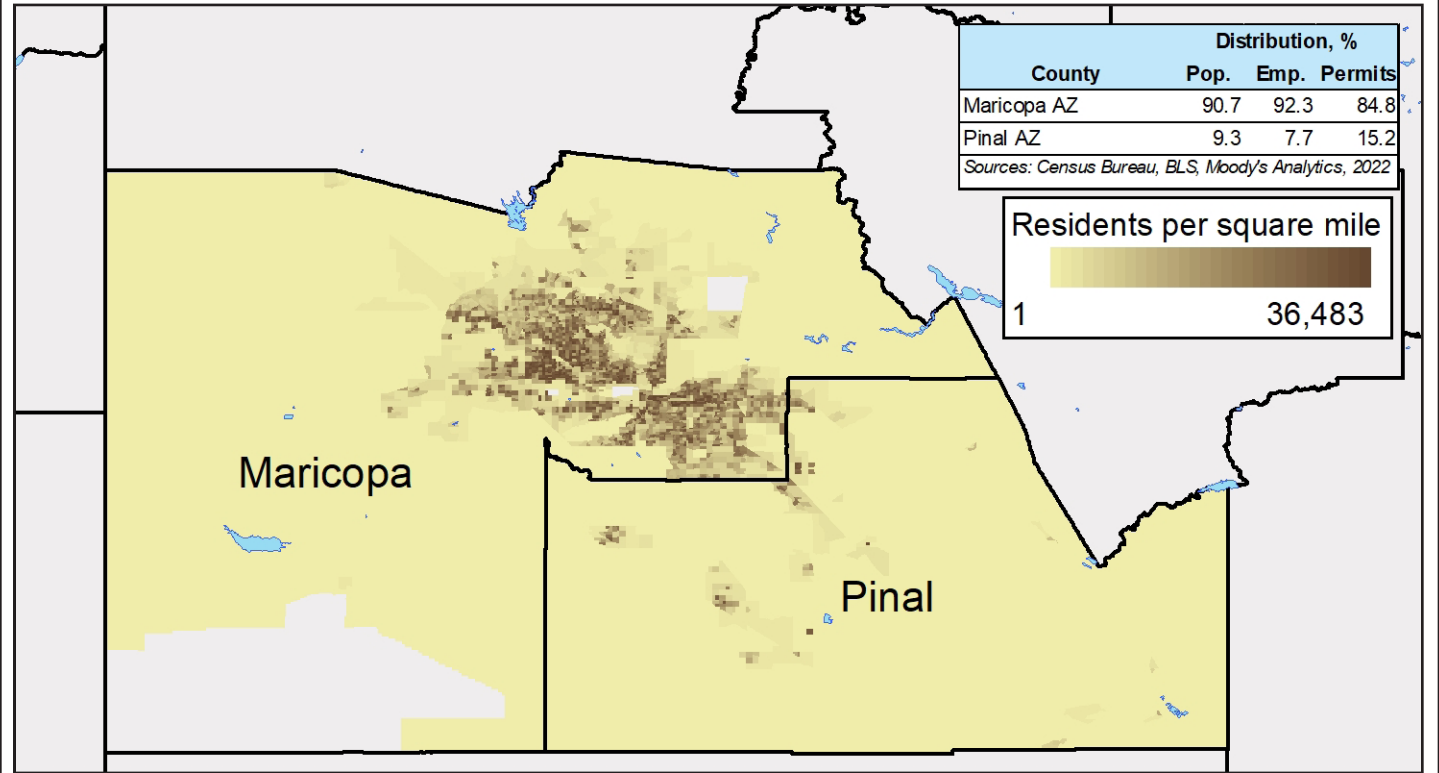 Distribution, %
County Pop. Emp. Permits
Maricopa AZ 90.7 92.3 84.8
Pinal AZ 9.3 7.7 15.2
Sources: Census Bureau, BLS, Moody's Analytics, 2022
Residents per square mile
1 36,483
Maricopa
Pinal